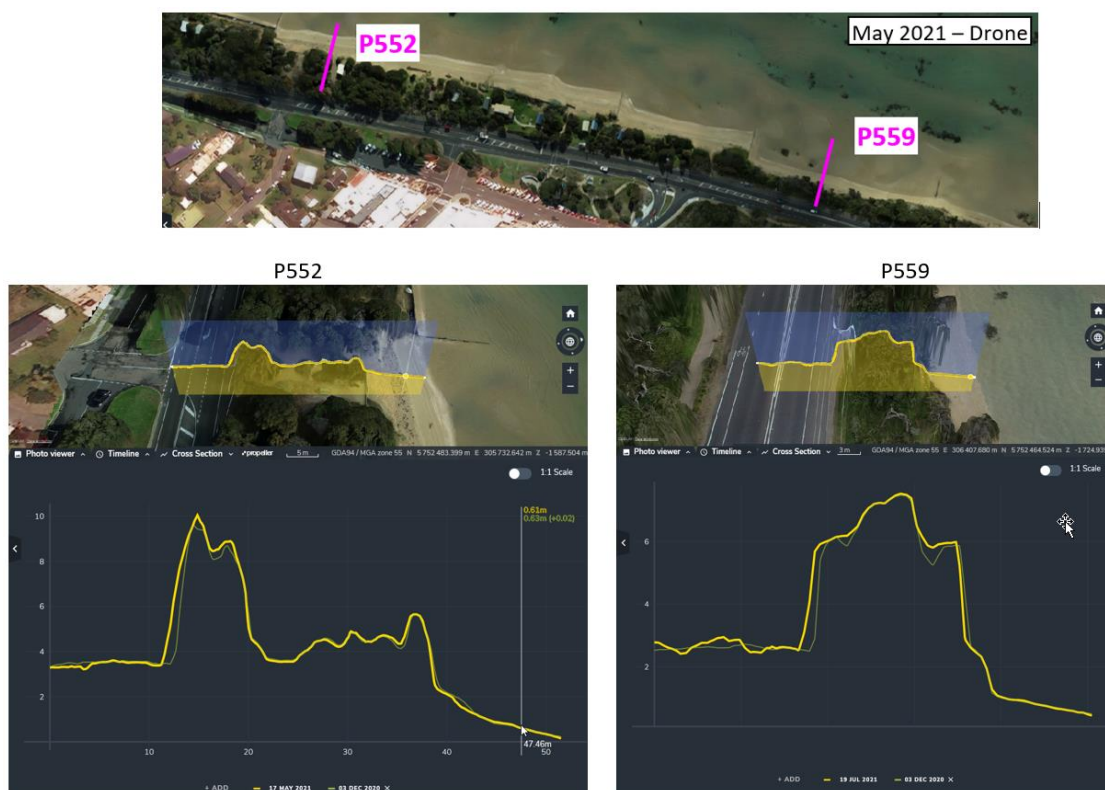 May 2021 – Drone
P552
P559
P552
P559
Photo viewer Timeline Cross Section propeller 5 m GDA94 / MGA zone 55 N 5 752 483.399 m E 305 732.642 m Z -1 587.504 m
1:1 Scale
0.61m
0.63m (+0.02)
10
8
6
4
2
47.46m
10
20
30
40
50
+ ADD 17 MAY 2021 03 DEC 2020 ✕
Photo viewer Timeline Cross Section 3 m GDA94 / MGA zone 55 N 5 752 464.524 m E 306 407.680 m Z -1 724.935
1:1 Scale
6
4
2
+ ADD 19 JUL 2021 03 DEC 2020 ✕